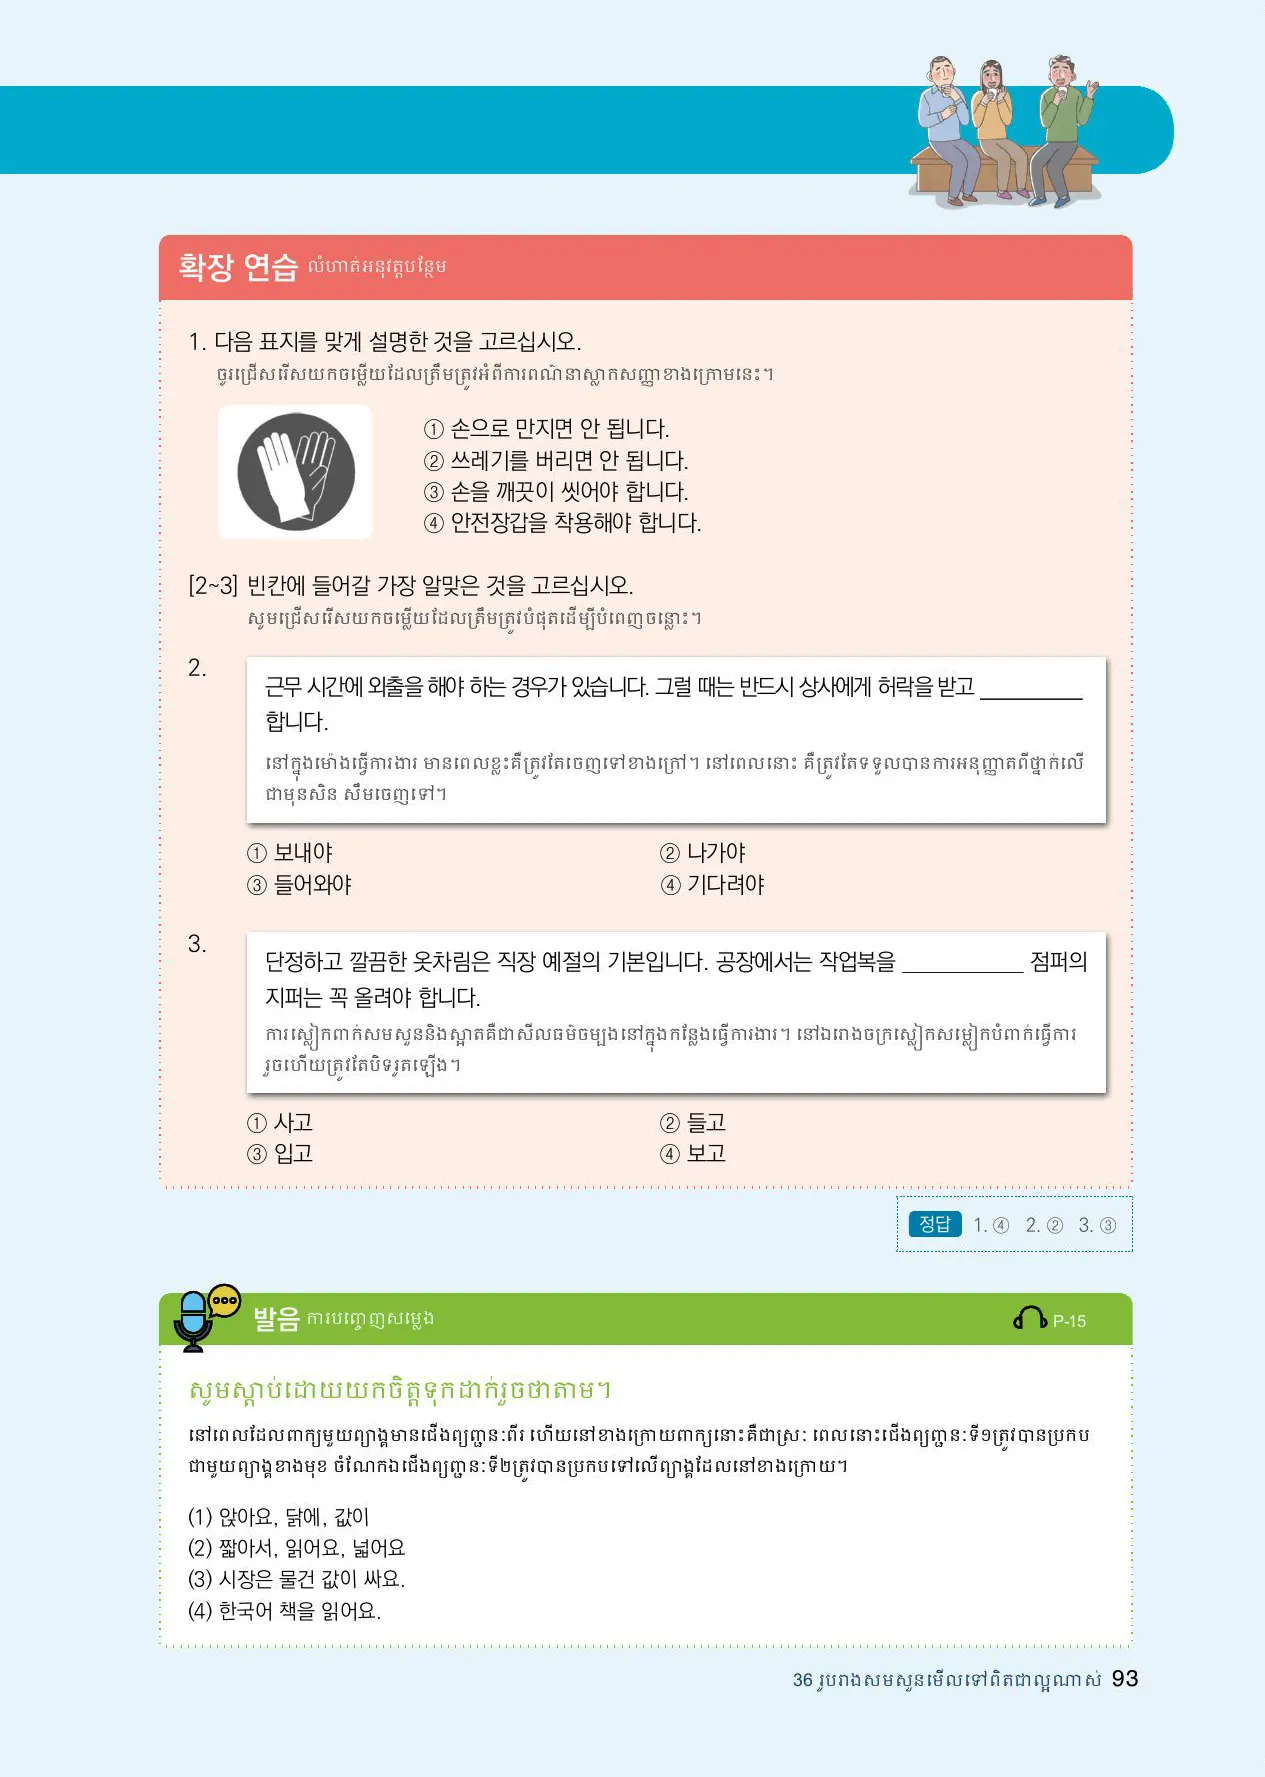 확장 연습 លំហាត់អនុវត្តបន្ថែម
1. 다음 표지를 맞게 설명한 것을 고르십시오.
ចូរជ្រើសរើសយកចម្លើយដែលត្រឹមត្រូវអំពីការពណ៌នាស្លាកសញ្ញាខាងក្រោមនេះ។
① 손으로 만지면 안 됩니다.
② 쓰레기를 버리면 안 됩니다.
③ 손을 깨끗이 씻어야 합니다.
④ 안전장갑을 착용해야 합니다.
[2~3] 빈칸에 들어갈 가장 알맞은 것을 고르십시오.
សូមជ្រើសរើសយកចម្លើយដែលត្រឹមត្រូវបំផុតដើម្បីបំពេញចន្លោះ។
2.
근무 시간에 외출을 해야 하는 경우가 있습니다. 그럴 때는 반드시 상사에게 허락을 받고 __________
합니다.
នៅក្នុងម៉ោងធ្វើការងារ មានពេលខ្លះគឺត្រូវតែចេញទៅខាងក្រៅ។ នៅពេលនោះ គឺត្រូវតែទទួលបានការអនុញ្ញាតពីថ្នាក់លើ
ជាមុនសិន សឹមចេញទៅ។
① 보내야 ② 나가야
③ 들어와야 ④ 기다려야
3.
단정하고 깔끔한 옷차림은 직장 예절의 기본입니다. 공장에서는 작업복을 __________ 점퍼의
지퍼는 꼭 올려야 합니다.
ការស្លៀកពាក់សមសួននិងស្អាតគឺជាសីលធម៌ចម្បងនៅក្នុងកន្លែងធ្វើការងារ។ នៅឯរោងចក្រស្លៀកសម្លៀកបំពាក់ធ្វើការ
រួចហើយត្រូវតែបិទរូតឡើង។
① 사고 ② 들고
③ 입고 ④ 보고
정답 1. ④ 2. ② 3. ③
발음 ការបញ្ចេញសម្លេង P-15
សូមស្តាប់ដោយយកចិត្តទុកដាក់រួចថាតាម។
នៅពេលដែលពាក្យមួយព្យាង្គមានជើងព្យញ្ជនៈពីរ ហើយនៅខាងក្រោយពាក្យនោះគឺជាស្រៈ ពេលនោះជើងព្យញ្ជនៈទី១ត្រូវបានប្រកប
ជាមួយព្យាង្គខាងមុខ ចំណែកឯជើងព្យញ្ជនៈទី២ត្រូវបានប្រកបទៅលើព្យាង្គដែលនៅខាងក្រោយ។
(1) 앉아요, 닭에, 값이
(2) 짧아서, 읽어요, 넓어요
(3) 시장은 물건 값이 싸요.
(4) 한국어 책을 읽어요.
36 រូបរាងសមសួនមើលទៅពិតជាល្អណាស់ 93